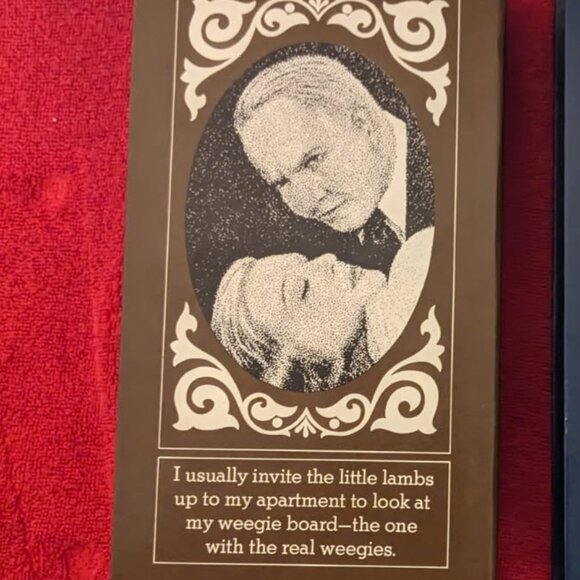 I usually invite the little lambs
up to my apartment to look at
my weegie board—the one
with the real weegies.